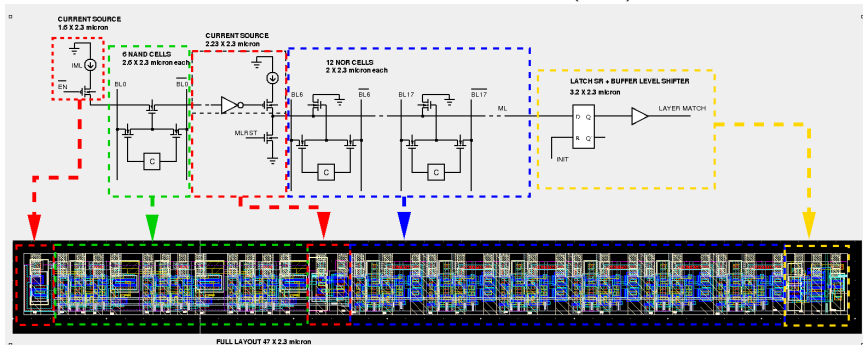 CURRENT SOURCE
1.6 X 2.3 micron
CURRENT SOURCE
2.23 X 2.3 micron
6 NAND CELLS
2.6 X 2.3 micron each
12 NOR CELLS
2 X 2.3 micron each
LATCH SR + BUFFER LEVEL SHIFTER
3.2 X 2.3 micron
IML
EN
BL0
BL0
BL6
BL6
BL17
BL17
ML
D Q
R Q'
LAYER MATCH
MLRST
INIT
C
C
C
FULL LAYOUT 47 X 2.3 micron